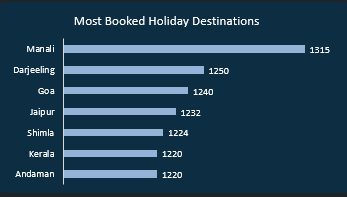 Most Booked Holiday Destinations
Manali 1315
Darjeeling 1250
Goa 1240
Jaipur 1232
Shimla 1224
Kerala 1220
Andaman 1220